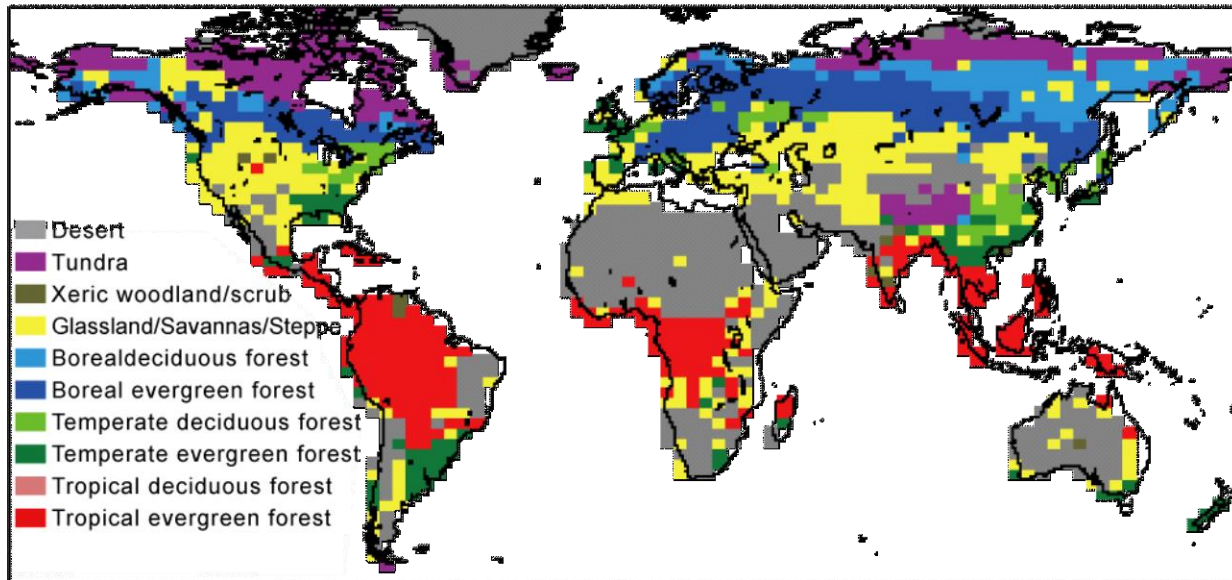 Desert
Tundra
Xeric woodland/scrub
Glassland/Savannas/Steppe
Borealdeciduous forest
Boreal evergreen forest
Temperate deciduous forest
Temperate evergreen forest
Tropical deciduous forest
Tropical evergreen forest